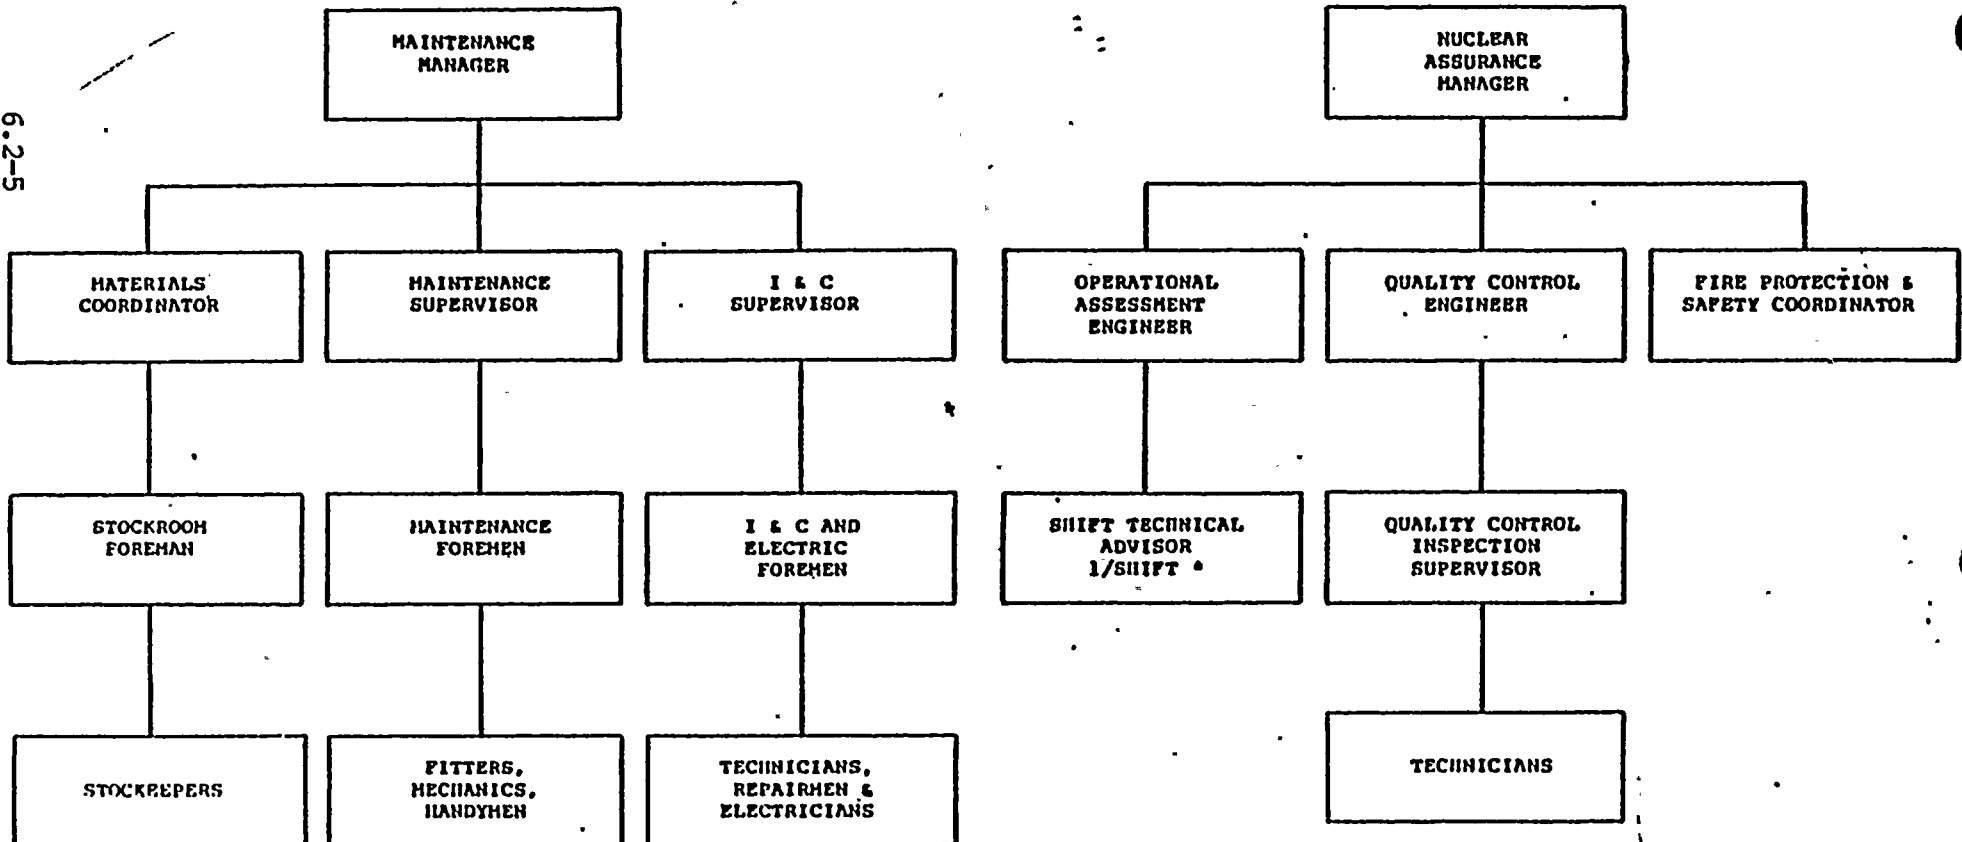 6.2-5
MAINTENANCE
MANAGER
NUCLEAR
ASSURANCE
MANAGER
MATERIALS
COORDINATOR
MAINTENANCE
SUPERVISOR
I & C
SUPERVISOR
OPERATIONAL
ASSESSMENT
ENGINEER
QUALITY CONTROL
ENGINEER
FIRE PROTECTION &
SAFETY COORDINATOR
STOCKROOM
FOREMAN
MAINTENANCE
FOREMEN
I & C AND
ELECTRIC
FOREMEN
SHIFT TECHNICAL
ADVISOR
1/SHIFT *
QUALITY CONTROL
INSPECTION
SUPERVISOR
STOCKKEEPERS
FITTERS,
MECHANICS,
HANDYMEN
TECHNICIANS,
REPAIRMEN &
ELECTRICIANS
TECHNICIANS